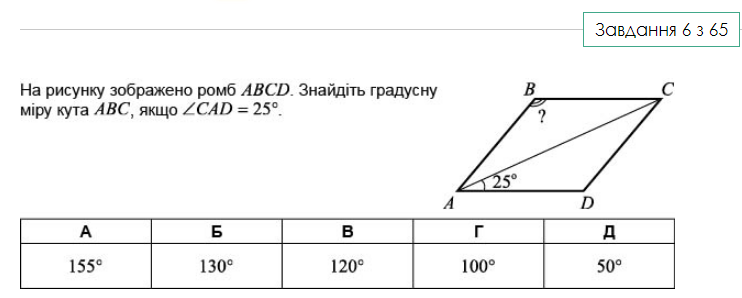 Завдання 6 з 65
На рисунку зображено ромб ABCD. Знайдіть градусну
міру кута ABC, якщо ∠CAD = 25°.
B C
?
25°
A D
А Б В Г Д
155° 130° 120° 100° 50°